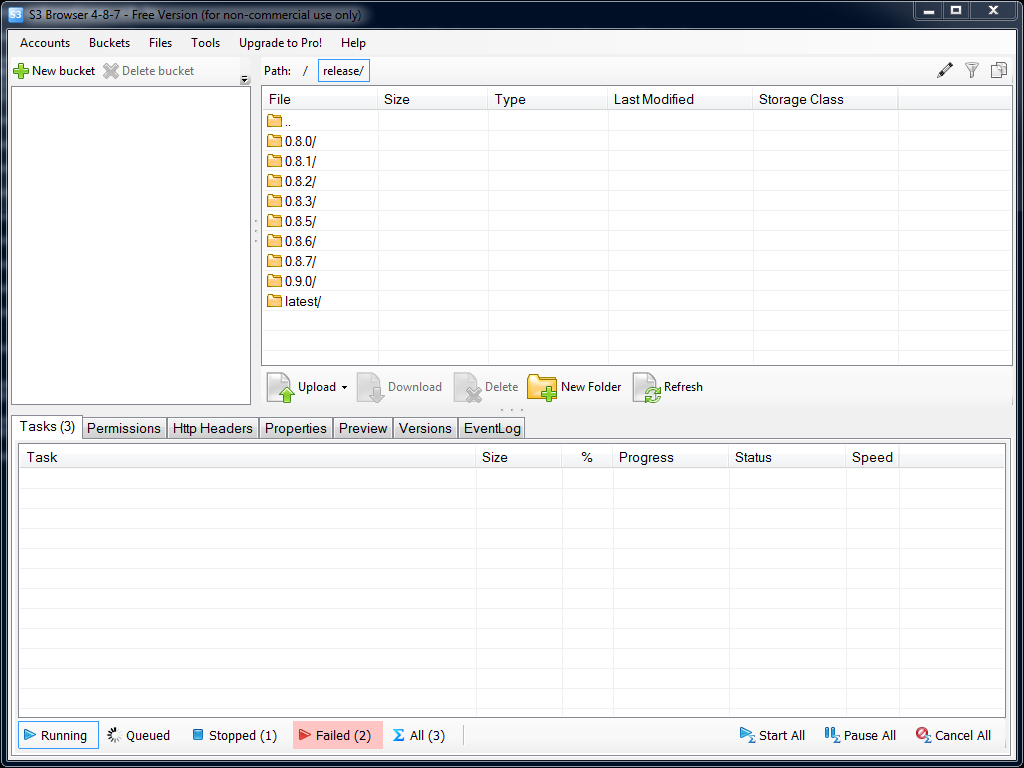 S3 S3 Browser 4-8-7 - Free Version (for non-commercial use only)
Accounts Buckets Files Tools Upgrade to Pro! Help
New bucket Delete bucket
Path: / release/
File Size Type Last Modified Storage Class
..
0.8.0/
0.8.1/
0.8.2/
0.8.3/
0.8.5/
0.8.6/
0.8.7/
0.9.0/
latest/
Upload Download Delete New Folder Refresh
Tasks (3) Permissions Http Headers Properties Preview Versions EventLog
Task Size % Progress Status Speed
Running Queued Stopped (1) Failed (2) Σ All (3) Start All Pause All Cancel All